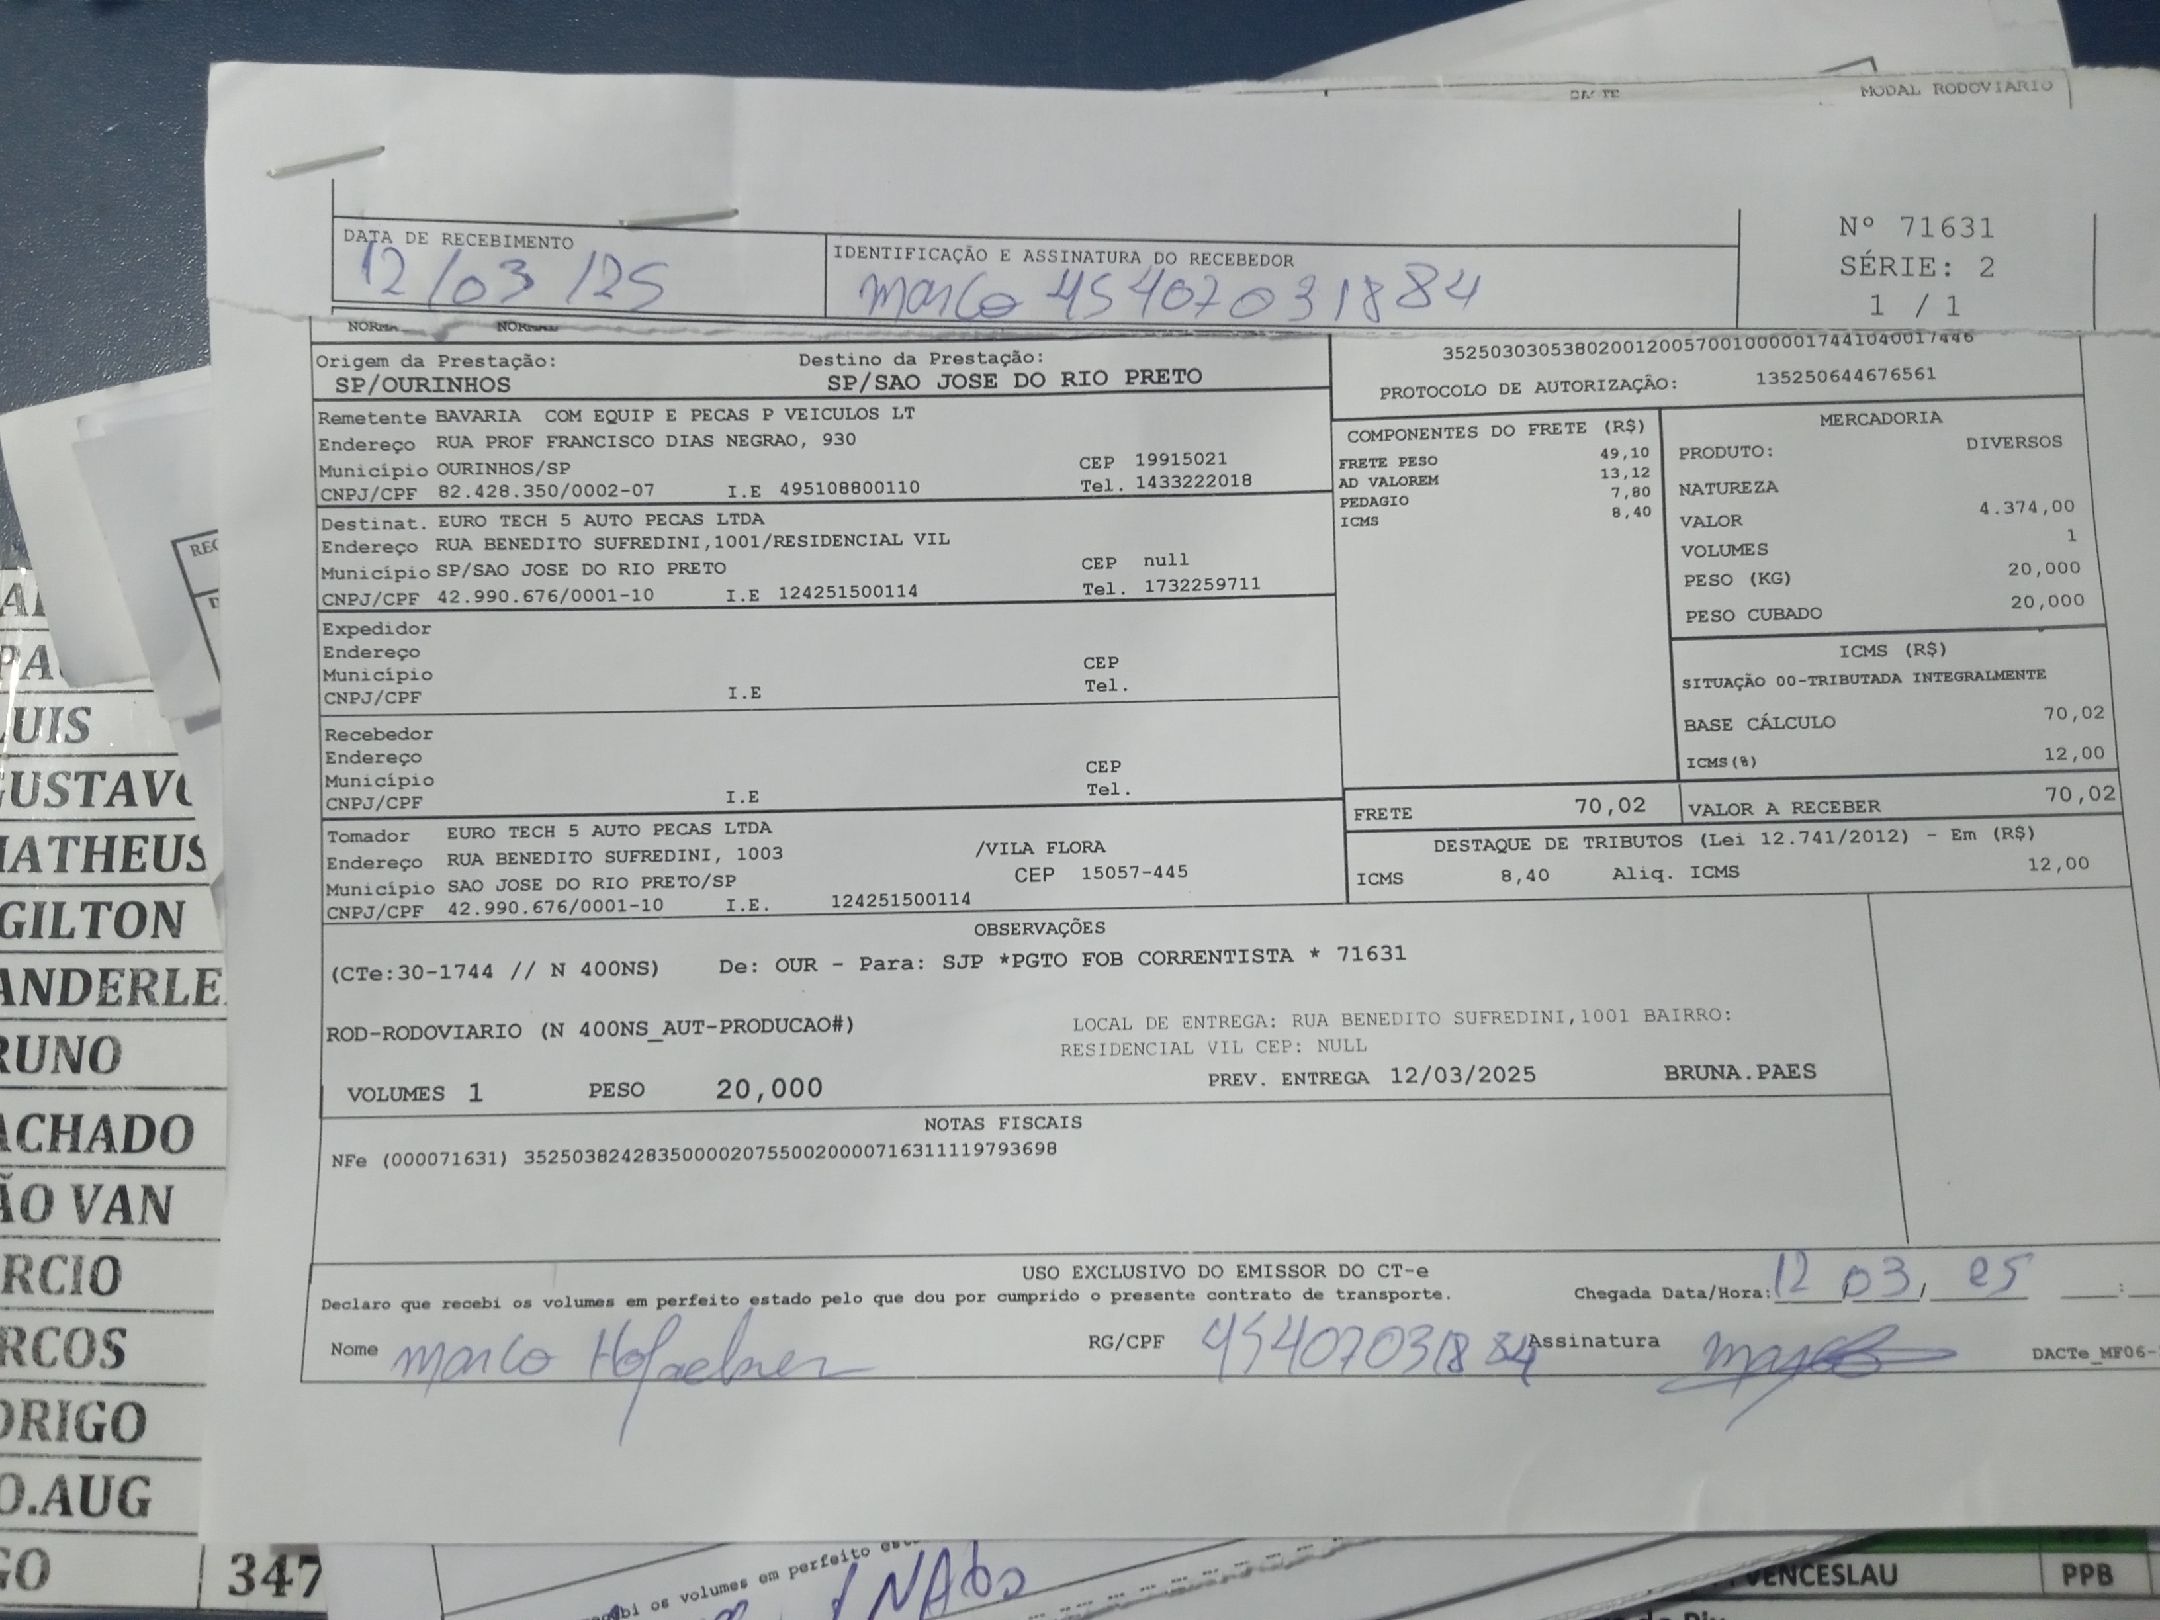 MODAL RODOVIARIO
DATA DE RECEBIMENTO
12/03/25
IDENTIFICAÇÃO E ASSINATURA DO RECEBEDOR
Marco 45407031884
Nº 71631
SÉRIE: 2
1 / 1
Origem da Prestação: Destino da Prestação:
SP/OURINHOS SP/SAO JOSE DO RIO PRETO
35250303053802001200570010000017441040017446
PROTOCOLO DE AUTORIZAÇÃO: 135250644676561
Remetente BAVARIA COM EQUIP E PECAS P VEICULOS LT
Endereço RUA PROF FRANCISCO DIAS NEGRAO, 930
Município OURINHOS/SP CEP 19915021
CNPJ/CPF 82.428.350/0002-07 I.E 495108800110 Tel. 1433222018
Destinat. EURO TECH 5 AUTO PECAS LTDA
Endereço RUA BENEDITO SUFREDINI,1001/RESIDENCIAL VIL
Município SP/SAO JOSE DO RIO PRETO CEP null
CNPJ/CPF 42.990.676/0001-10 I.E 124251500114 Tel. 1732259711
Expedidor
Endereço
Município CEP
CNPJ/CPF I.E Tel.
Recebedor
Endereço
Município CEP
CNPJ/CPF I.E Tel.
Tomador EURO TECH 5 AUTO PECAS LTDA
Endereço RUA BENEDITO SUFREDINI, 1003 /VILA FLORA
Município SAO JOSE DO RIO PRETO/SP CEP 15057-445
CNPJ/CPF 42.990.676/0001-10 I.E. 124251500114
COMPONENTES DO FRETE (R$)
FRETE PESO 49,10
AD VALOREM 13,12
PEDAGIO 7,80
ICMS 8,40
MERCADORIA
PRODUTO: DIVERSOS
NATUREZA
VALOR 4.374,00
VOLUMES 1
PESO (KG) 20,000
PESO CUBADO 20,000
ICMS (R$)
SITUAÇÃO 00-TRIBUTADA INTEGRALMENTE
BASE CÁLCULO 70,02
ICMS(%) 12,00
FRETE 70,02 VALOR A RECEBER 70,02
DESTAQUE DE TRIBUTOS (Lei 12.741/2012) - Em (R$)
ICMS 8,40 Aliq. ICMS 12,00
OBSERVAÇÕES
(CTe:30-1744 // N 400NS) De: OUR - Para: SJP *PGTO FOB CORRENTISTA * 71631
ROD-RODOVIARIO (N 400NS_AUT-PRODUCAO#) LOCAL DE ENTREGA: RUA BENEDITO SUFREDINI,1001 BAIRRO:
RESIDENCIAL VIL CEP: NULL
VOLUMES 1 PESO 20,000 PREV. ENTREGA 12/03/2025 BRUNA.PAES
NOTAS FISCAIS
NFe (000071631) 35250382428350000207550020000716311119793698
USO EXCLUSIVO DO EMISSOR DO CT-e
Declaro que recebi os volumes em perfeito estado pelo que dou por cumprido o presente contrato de transporte. Chegada Data/Hora: 12 03 25
Nome Marco RG/CPF 45407031884 Assinatura
DACTe_MF06-
UIS
GUSTAVO
MATHEUS
GILTON
ANDERLE
RUNO
ACHADO
ÃO VAN
RCIO
RCOS
DRIGO
O.AUG
GO 347
bi os volumes em perfeito
VENCESLAU PPB